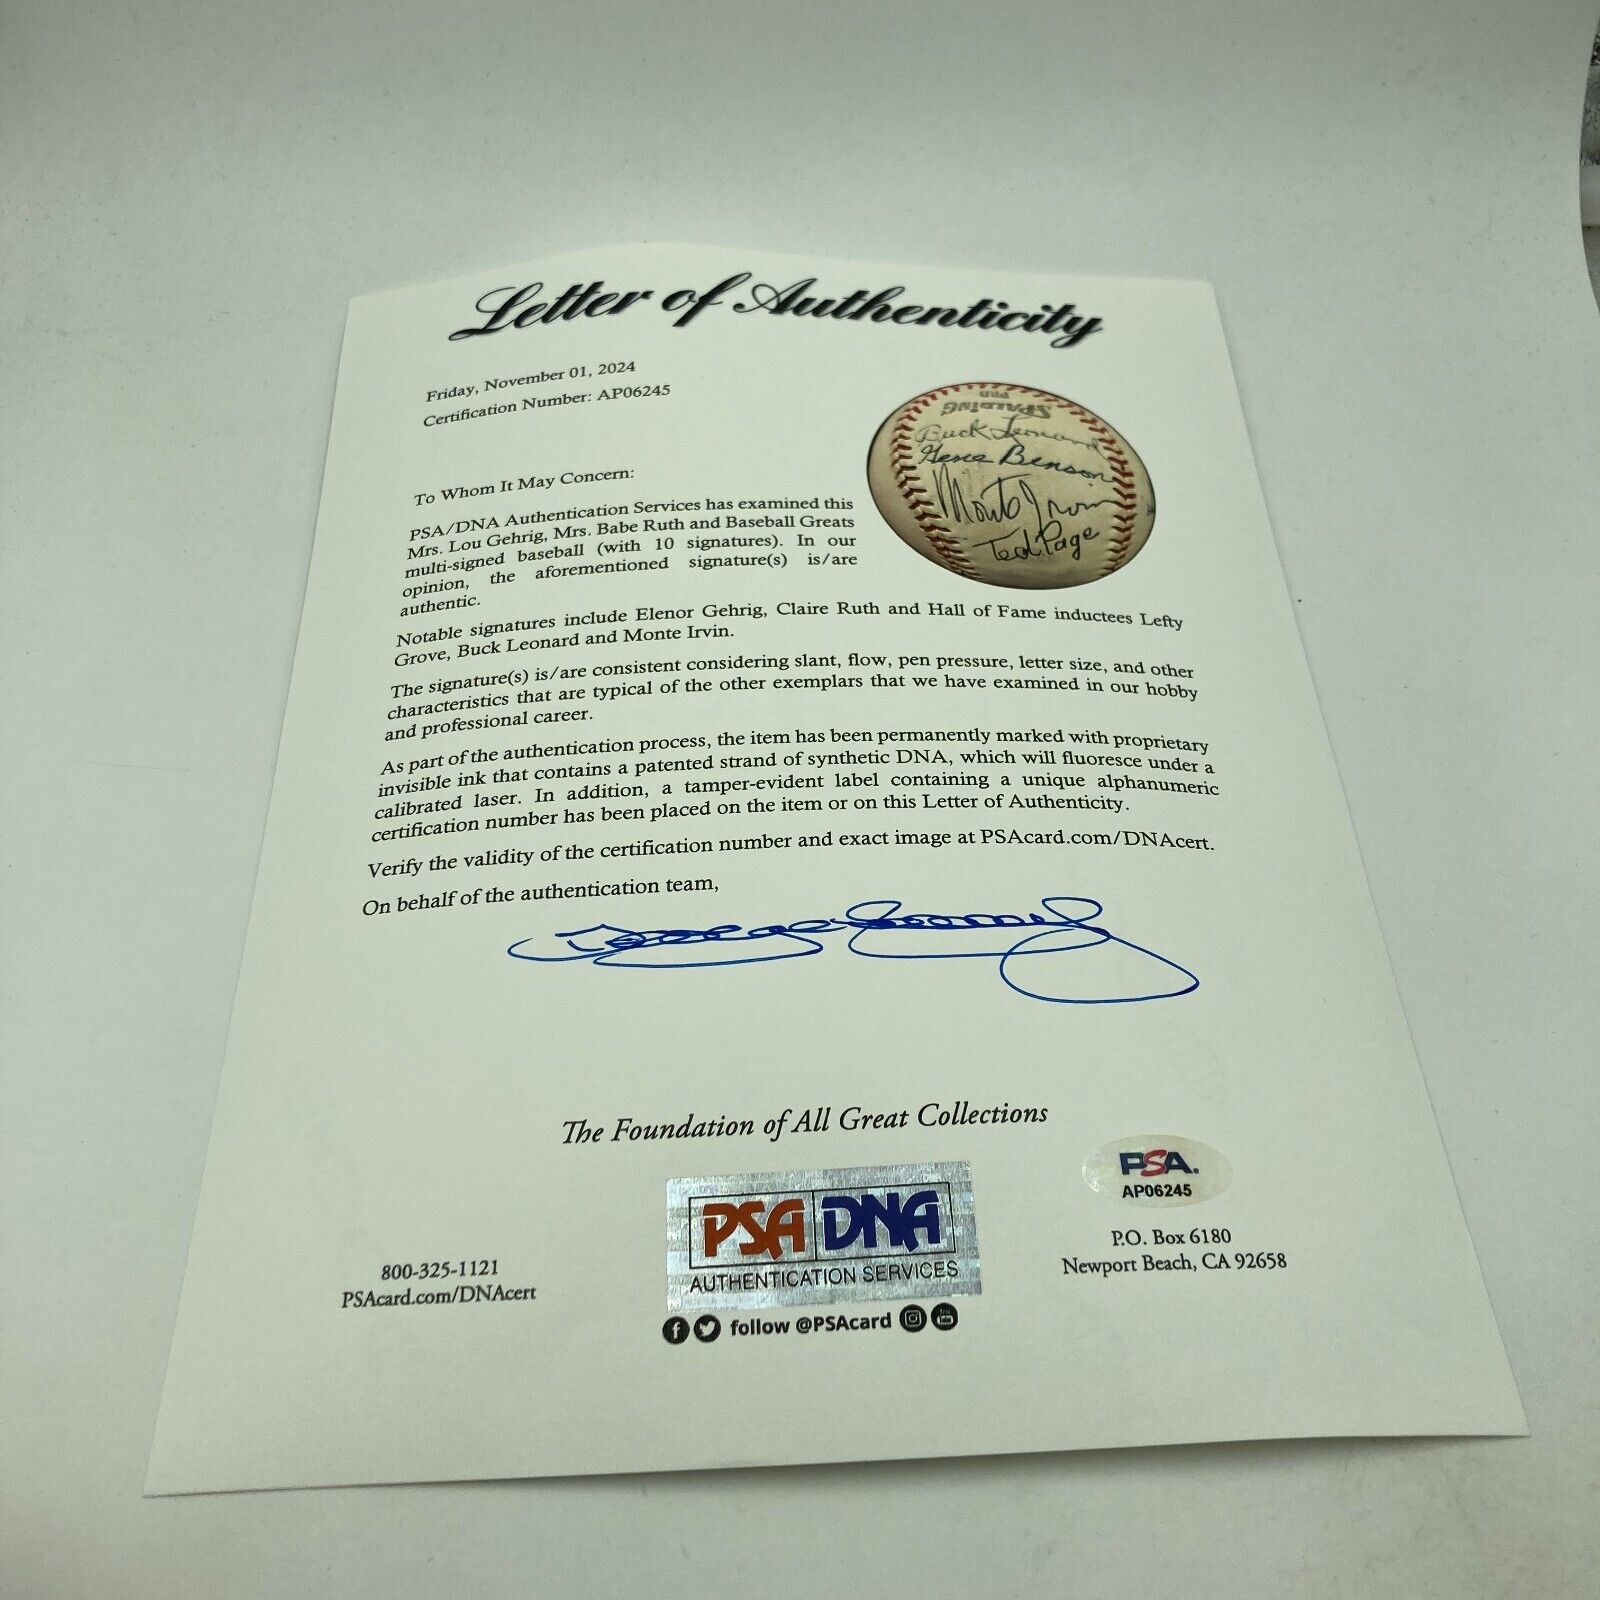 Letter of Authenticity
Friday, November 01, 2024
Certification Number: AP06245
SPALDING
PRO
Buck Leonard
Gene Benson
Monte Irvin
Ted Page
To Whom It May Concern:
PSA/DNA Authentication Services has examined this
Mrs. Lou Gehrig, Mrs. Babe Ruth and Baseball Greats
multi-signed baseball (with 10 signatures). In our
opinion, the aforementioned signature(s) is/are
authentic.
Notable signatures include Elenor Gehrig, Claire Ruth and Hall of Fame inductees Lefty
Grove, Buck Leonard and Monte Irvin.
The signature(s) is/are consistent considering slant, flow, pen pressure, letter size, and other
characteristics that are typical of the other exemplars that we have examined in our hobby
and professional career.
As part of the authentication process, the item has been permanently marked with proprietary
invisible ink that contains a patented strand of synthetic DNA, which will fluoresce under a
calibrated laser. In addition, a tamper-evident label containing a unique alphanumeric
certification number has been placed on the item or on this Letter of Authenticity.
Verify the validity of the certification number and exact image at PSAcard.com/DNAcert.
On behalf of the authentication team,
The Foundation of All Great Collections
PSA DNA
AUTHENTICATION SERVICES
PSA.
AP06245
800-325-1121
PSAcard.com/DNAcert
P.O. Box 6180
Newport Beach, CA 92658
follow @PSAcard